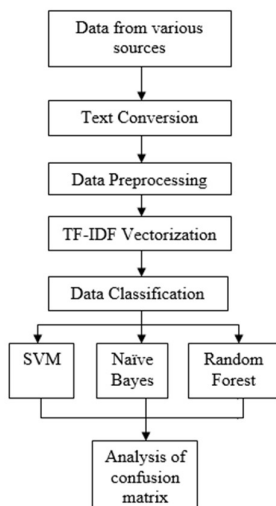 Data from various
sources
Text Conversion
Data Preprocessing
TF-IDF Vectorization
Data Classification
SVM
Naïve
Bayes
Random
Forest
Analysis of
confusion
matrix